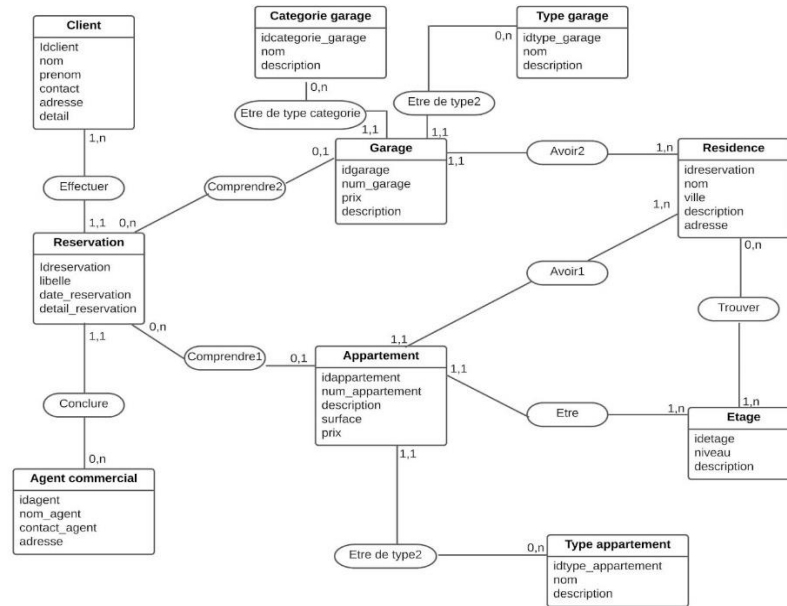 Client
Idclient
nom
prenom
contact
adresse
detail
1,n
Effectuer
1,1
Categorie garage
idcategorie_garage
nom
description
0,n
Etre de type categorie
1,1
Type garage
idtype_garage
nom
description
0,n
Etre de type2
1,1
Garage
idgarage
num_garage
prix
description
0,1
Comprendre2
0,n
1,1
Avoir2
1,n
Residence
idreservation
nom
ville
description
adresse
1,n
Avoir1
1,1
0,n
Trouver
1,n
Reservation
Idreservation
libelle
date_reservation
detail_reservation
0,n
Comprendre1
0,1
1,1
Conclure
0,n
Appartement
idappartement
num_appartement
description
surface
prix
1,1
Etre
1,n
Etage
idetage
niveau
description
Agent commercial
idagent
nom_agent
contact_agent
adresse
1,1
Etre de type2
0,n
Type appartement
idtype_appartement
nom
description